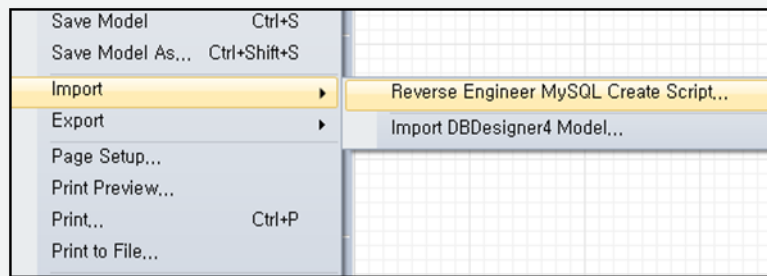 Save Model Ctrl+S
Save Model As,,, Ctrl+Shift+S
Import
Reverse Engineer MySQL Create Script,,,
Export
Import DBDesigner4 Model,,,
Page Setup,,,
Print Preview,,,
Print,,, Ctrl+P
Print to File,,,